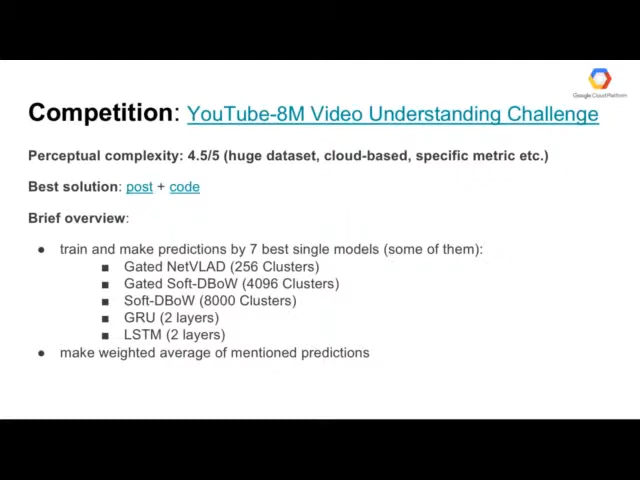 Google Cloud Platform
Competition: YouTube-8M Video Understanding Challenge
Perceptual complexity: 4.5/5 (huge dataset, cloud-based, specific metric etc.)
Best solution: post + code
Brief overview:
● train and make predictions by 7 best single models (some of them):
■ Gated NetVLAD (256 Clusters)
■ Gated Soft-DBoW (4096 Clusters)
■ Soft-DBoW (8000 Clusters)
■ GRU (2 layers)
■ LSTM (2 layers)
● make weighted average of mentioned predictions